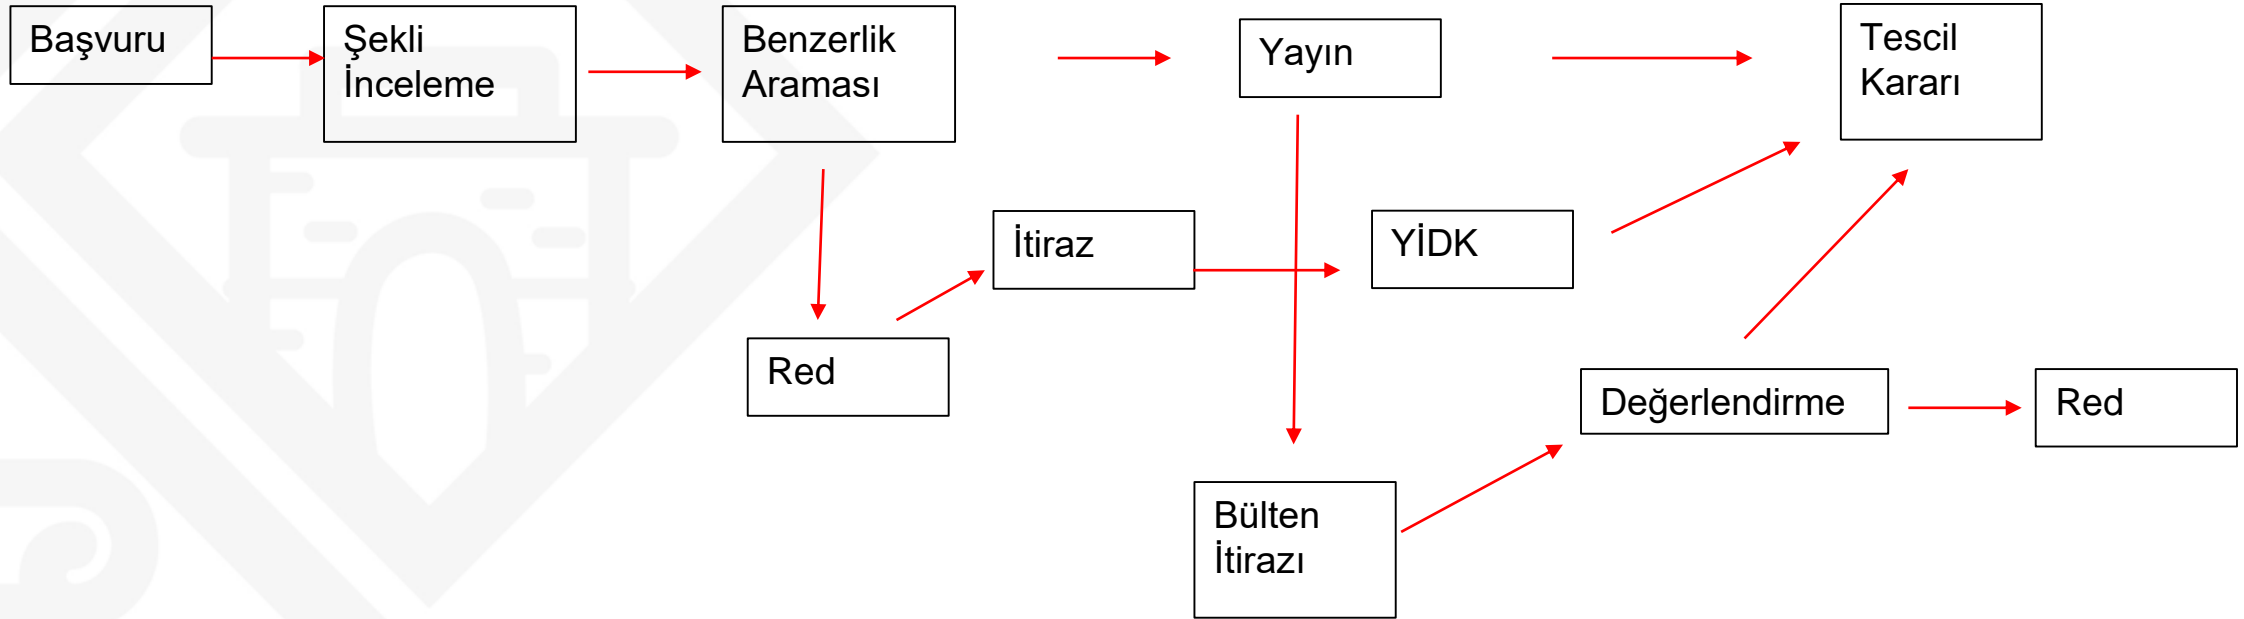 Başvuru
Şekli
İnceleme
Benzerlik
Araması
Yayın
Tescil
Kararı
İtiraz
YİDK
Red
Değerlendirme
Red
Bülten
İtirazı